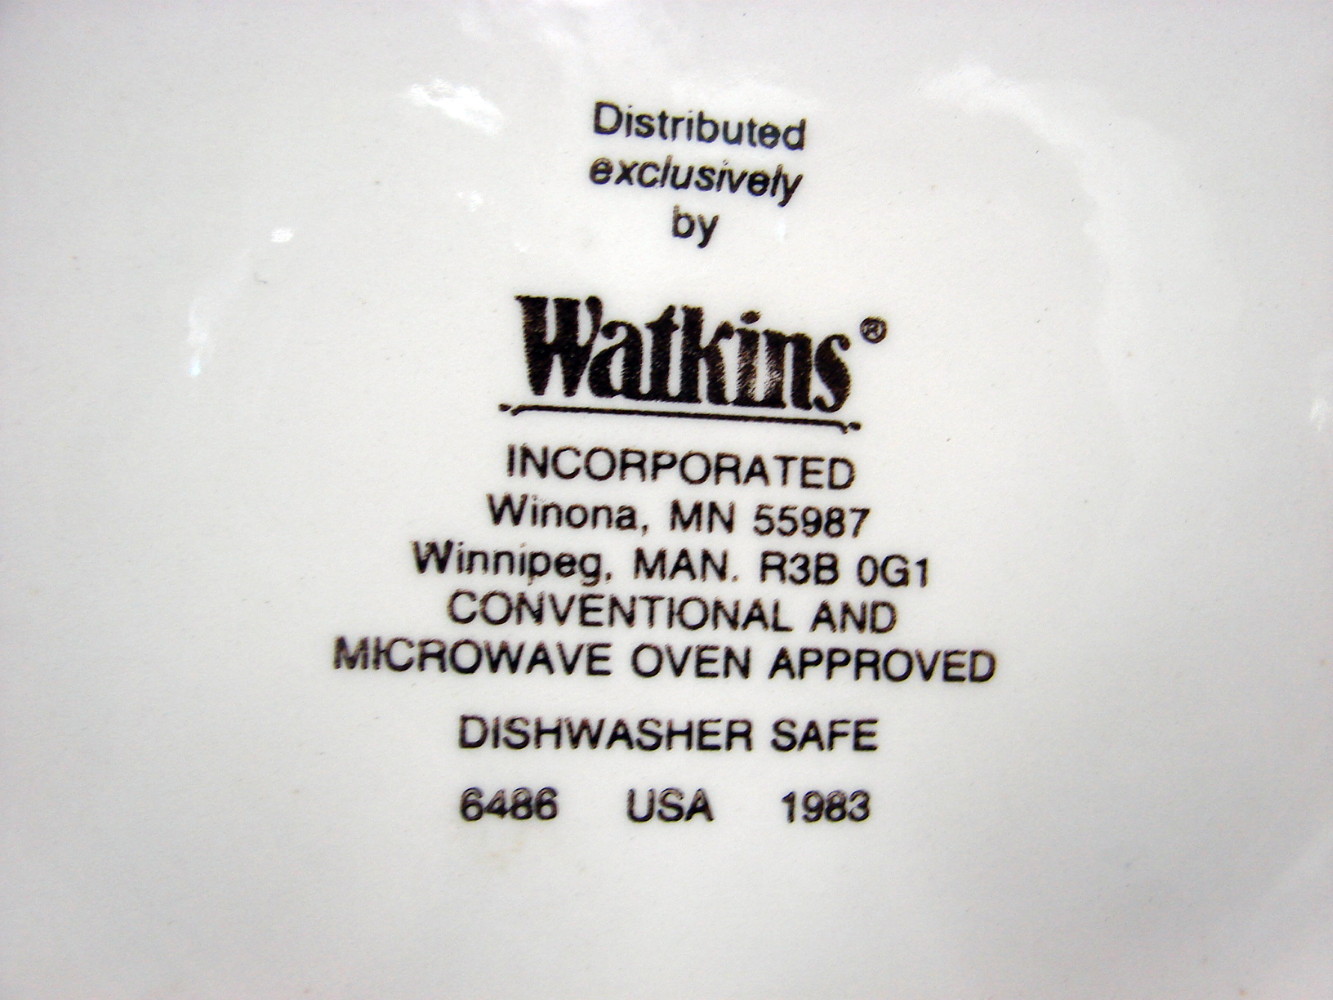 Distributed
exclusively
by
Watkins®
INCORPORATED
Winona, MN 55987
Winnipeg, MAN. R3B 0G1
CONVENTIONAL AND
MICROWAVE OVEN APPROVED
DISHWASHER SAFE
6486 USA 1983